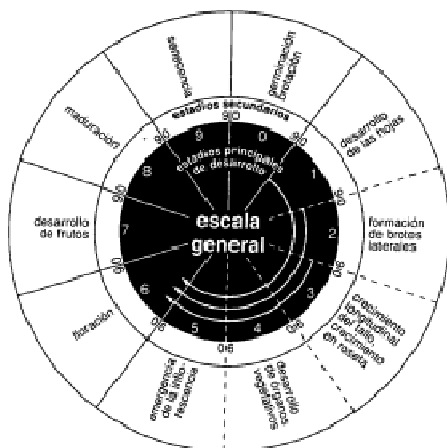 escala
general
estadios principales
de desarrollo
estadios secundarios
0
1
2
3
4
5
6
7
8
9
germinación
brotación
desarrollo
de las hojas
formación
de brotes
laterales
crecimiento
longitudinal
del tallo,
crecimiento
en roseta
desarrollo
de órganos
vegetativos
emergencia
de la inflo-
rescencia
floración
desarrollo
de frutos
maduración
senescencia